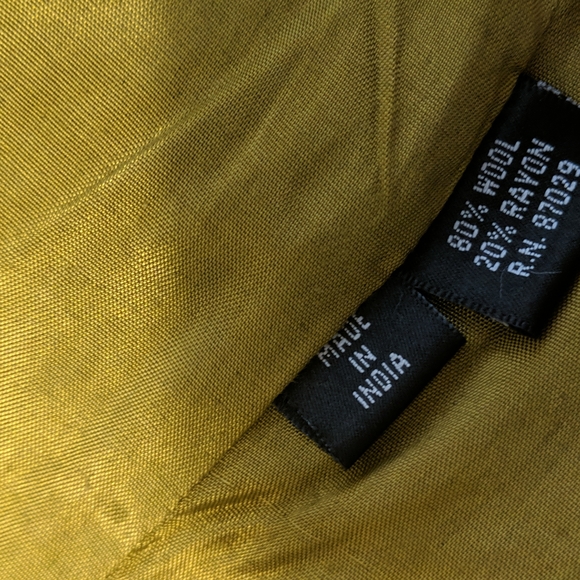 80% WOOL
20% RAYON
R.N. 87029
MADE
IN
INDIA